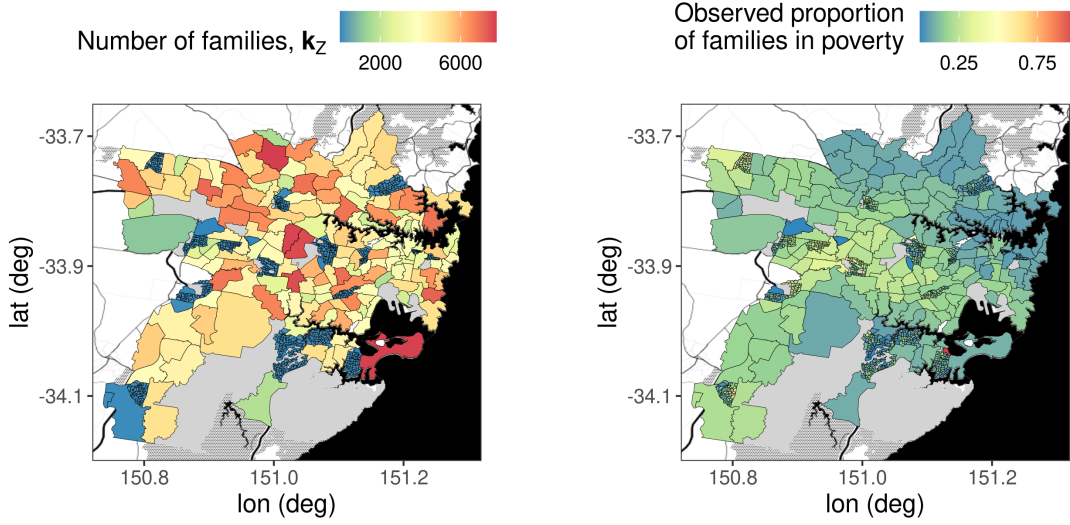 Number of families, kZ
2000 6000
-33.7
-33.9
-34.1
lat (deg)
150.8 151.0 151.2
lon (deg)
Observed proportion
of families in poverty
0.25 0.75
-33.7
-33.9
-34.1
lat (deg)
150.8 151.0 151.2
lon (deg)